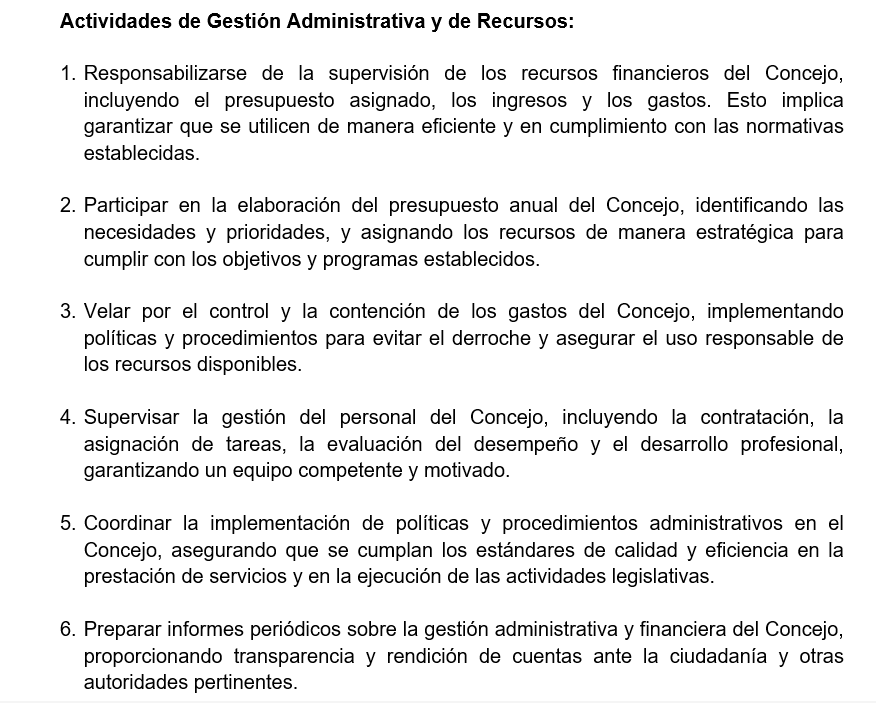 Actividades de Gestión Administrativa y de Recursos:
1. Responsabilizarse de la supervisión de los recursos financieros del Concejo,
incluyendo el presupuesto asignado, los ingresos y los gastos. Esto implica
garantizar que se utilicen de manera eficiente y en cumplimiento con las normativas
establecidas.
2. Participar en la elaboración del presupuesto anual del Concejo, identificando las
necesidades y prioridades, y asignando los recursos de manera estratégica para
cumplir con los objetivos y programas establecidos.
3. Velar por el control y la contención de los gastos del Concejo, implementando
políticas y procedimientos para evitar el derroche y asegurar el uso responsable de
los recursos disponibles.
4. Supervisar la gestión del personal del Concejo, incluyendo la contratación, la
asignación de tareas, la evaluación del desempeño y el desarrollo profesional,
garantizando un equipo competente y motivado.
5. Coordinar la implementación de políticas y procedimientos administrativos en el
Concejo, asegurando que se cumplan los estándares de calidad y eficiencia en la
prestación de servicios y en la ejecución de las actividades legislativas.
6. Preparar informes periódicos sobre la gestión administrativa y financiera del Concejo,
proporcionando transparencia y rendición de cuentas ante la ciudadanía y otras
autoridades pertinentes.